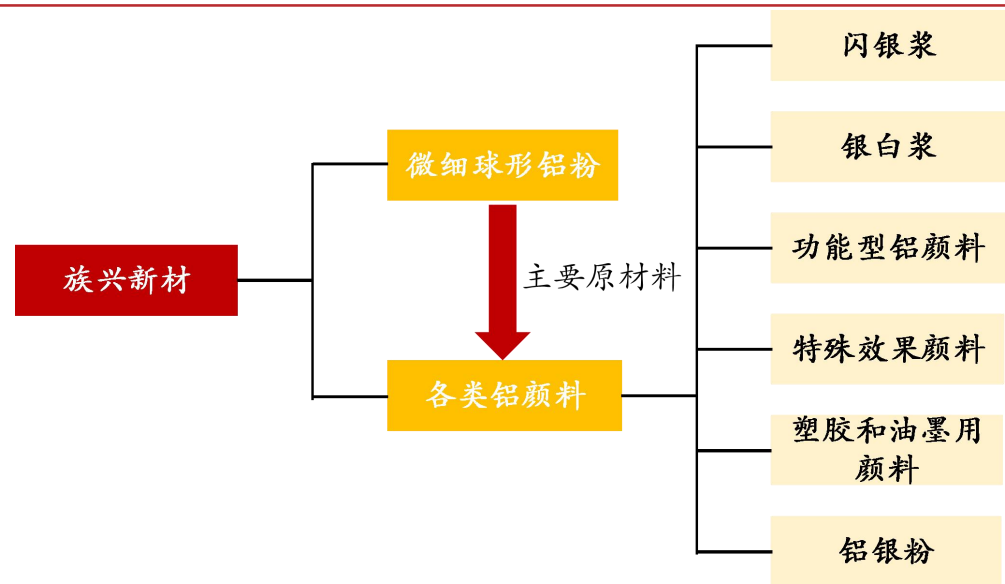 族兴新材
微细球形铝粉
主要原材料
各类铝颜料
闪银浆
银白浆
功能型铝颜料
特殊效果颜料
塑胶和油墨用
颜料
铝银粉